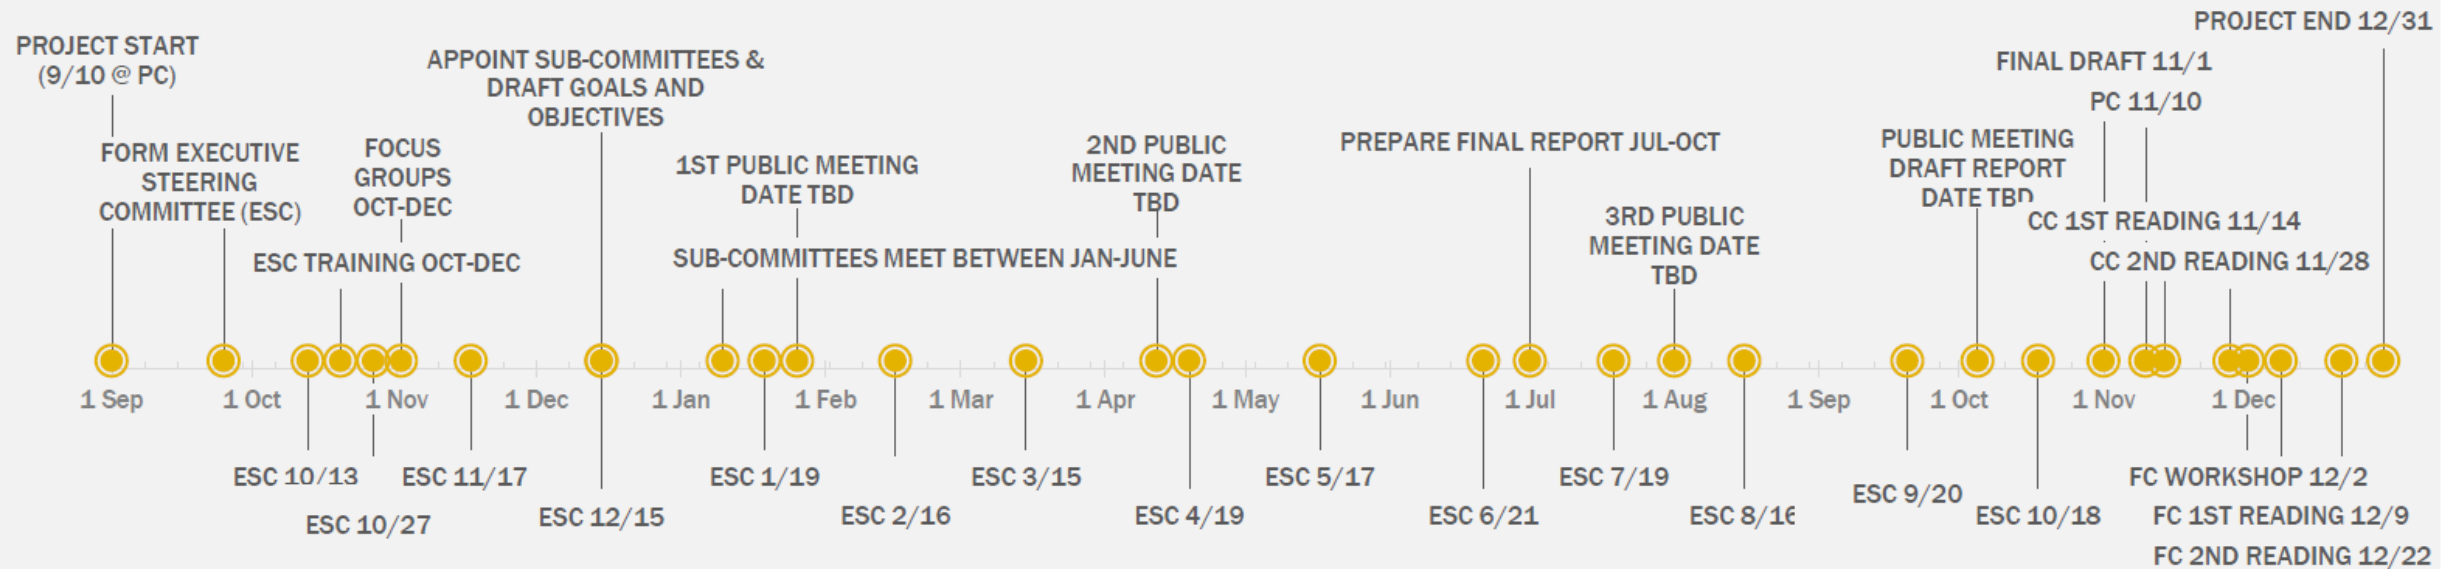 PROJECT END 12/31
PROJECT START
(9/10 @ PC)
APPOINT SUB-COMMITTEES &
DRAFT GOALS AND
OBJECTIVES
FINAL DRAFT 11/1
PC 11/10
FORM EXECUTIVE
STEERING
COMMITTEE (ESC)
FOCUS
GROUPS
OCT-DEC
1ST PUBLIC MEETING
DATE TBD
2ND PUBLIC
MEETING DATE
TBD
PREPARE FINAL REPORT JUL-OCT
3RD PUBLIC
MEETING DATE
TBD
PUBLIC MEETING
DRAFT REPORT
DATE TBD
CC 1ST READING 11/14
CC 2ND READING 11/28
ESC TRAINING OCT-DEC
SUB-COMMITTEES MEET BETWEEN JAN-JUNE
1 Sep
1 Oct
1 Nov
1 Dec
1 Jan
1 Feb
1 Mar
1 Apr
1 May
1 Jun
1 Jul
1 Aug
1 Sep
1 Oct
1 Nov
1 Dec
ESC 10/13
ESC 10/27
ESC 11/17
ESC 12/15
ESC 1/19
ESC 2/16
ESC 3/15
ESC 4/19
ESC 5/17
ESC 6/21
ESC 7/19
ESC 8/16
ESC 9/20
ESC 10/18
FC WORKSHOP 12/2
FC 1ST READING 12/9
FC 2ND READING 12/22